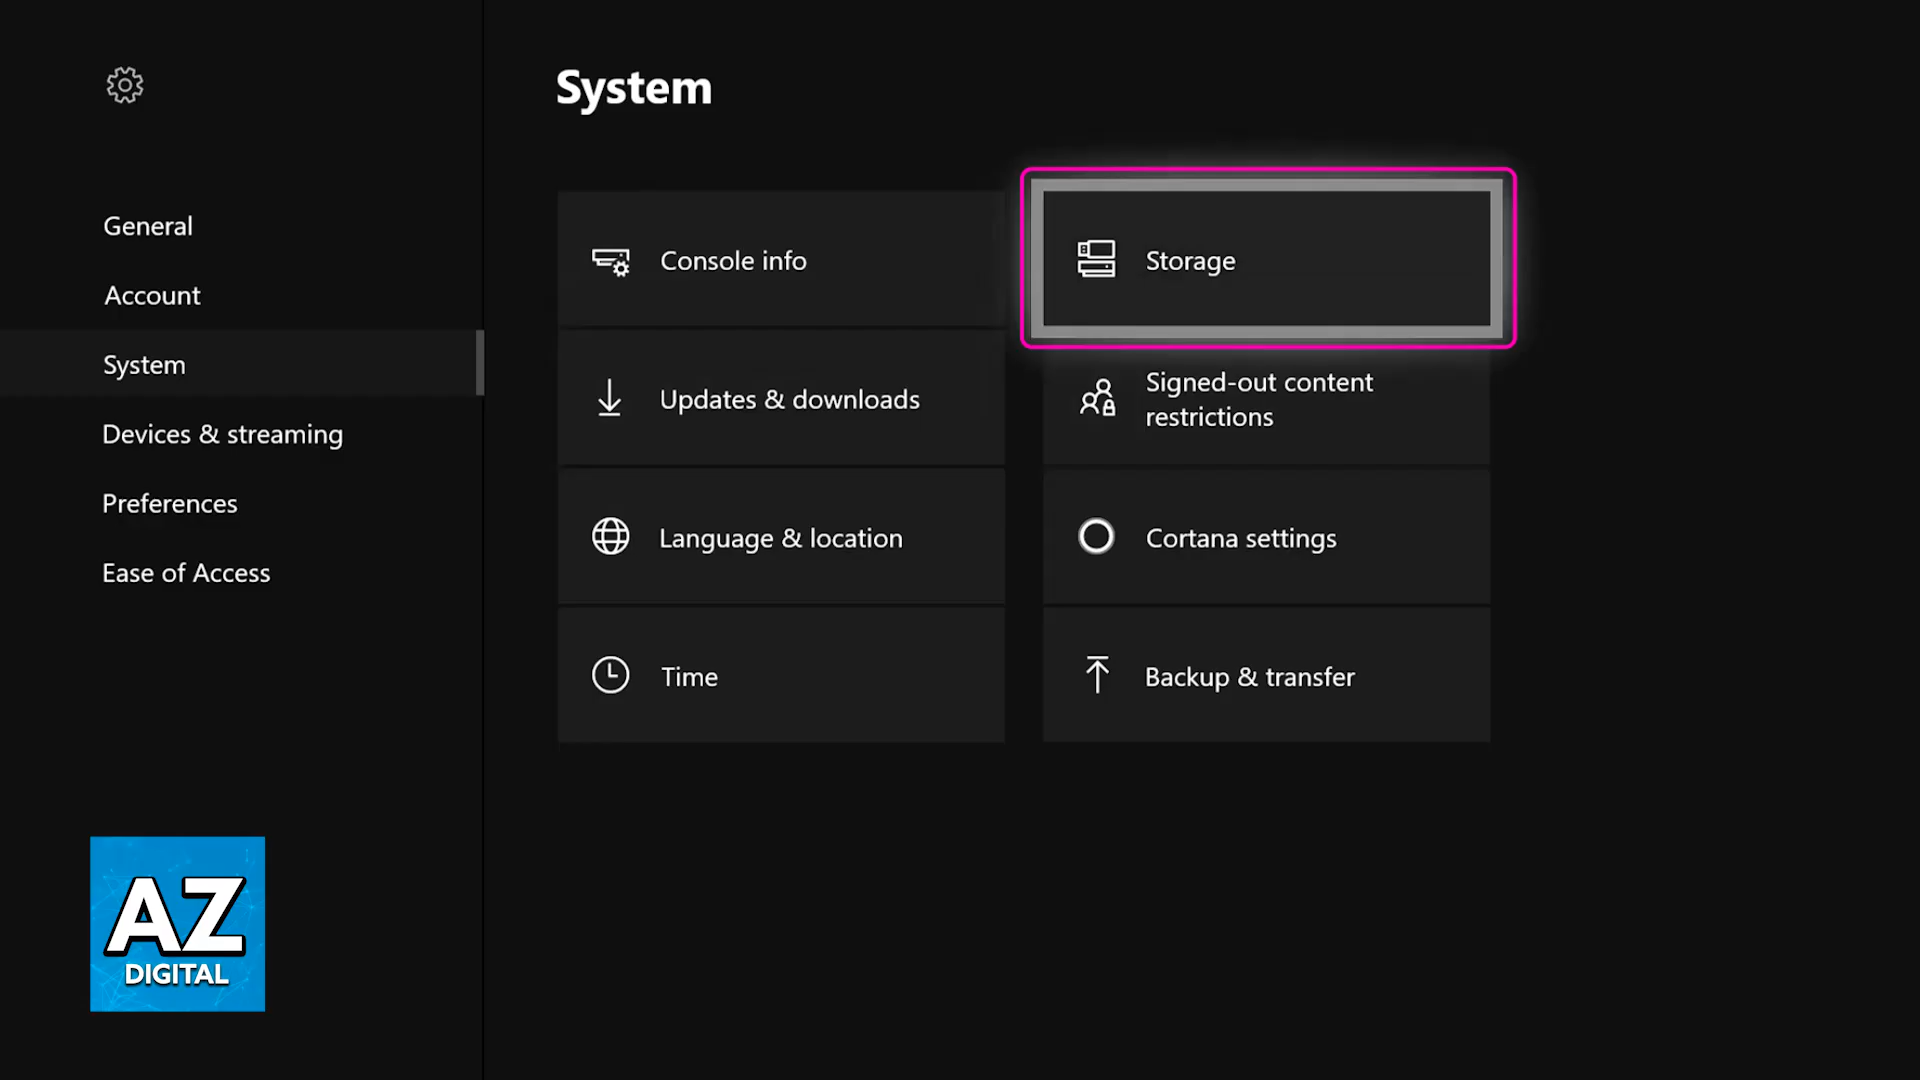 System
General
Account
System
Devices & streaming
Preferences
Ease of Access
Console info
Storage
Updates & downloads
Signed-out content
restrictions
Language & location
Cortana settings
Time
Backup & transfer
AZ
DIGITAL